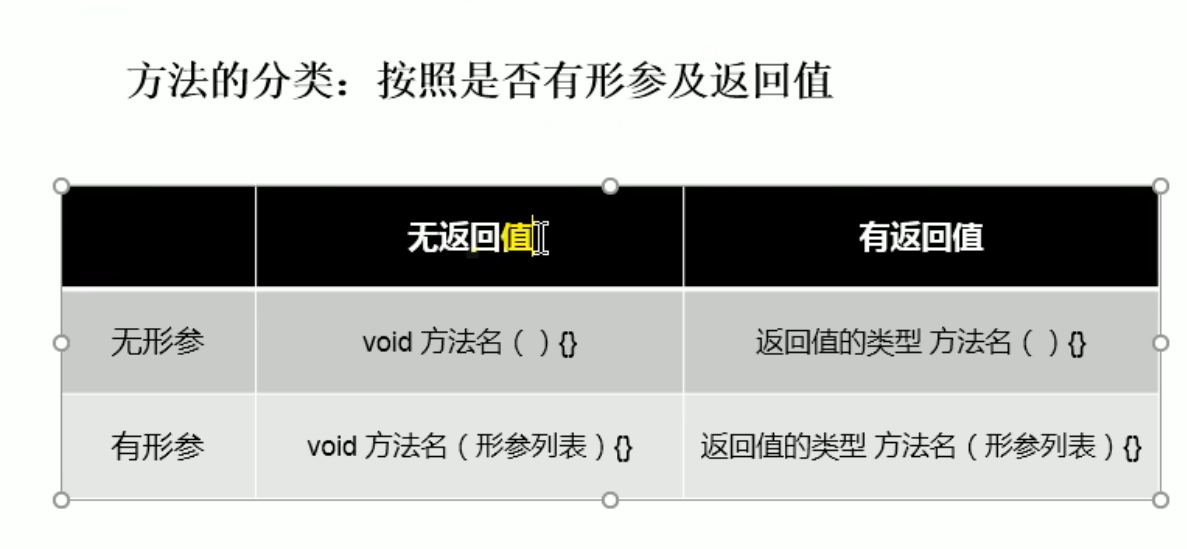 方法的分类：按照是否有形参及返回值
无返回值 有返回值
无形参 void 方法名（ ）{} 返回值的类型 方法名（ ）{}
有形参 void 方法名（形参列表）{} 返回值的类型 方法名（形参列表）{}